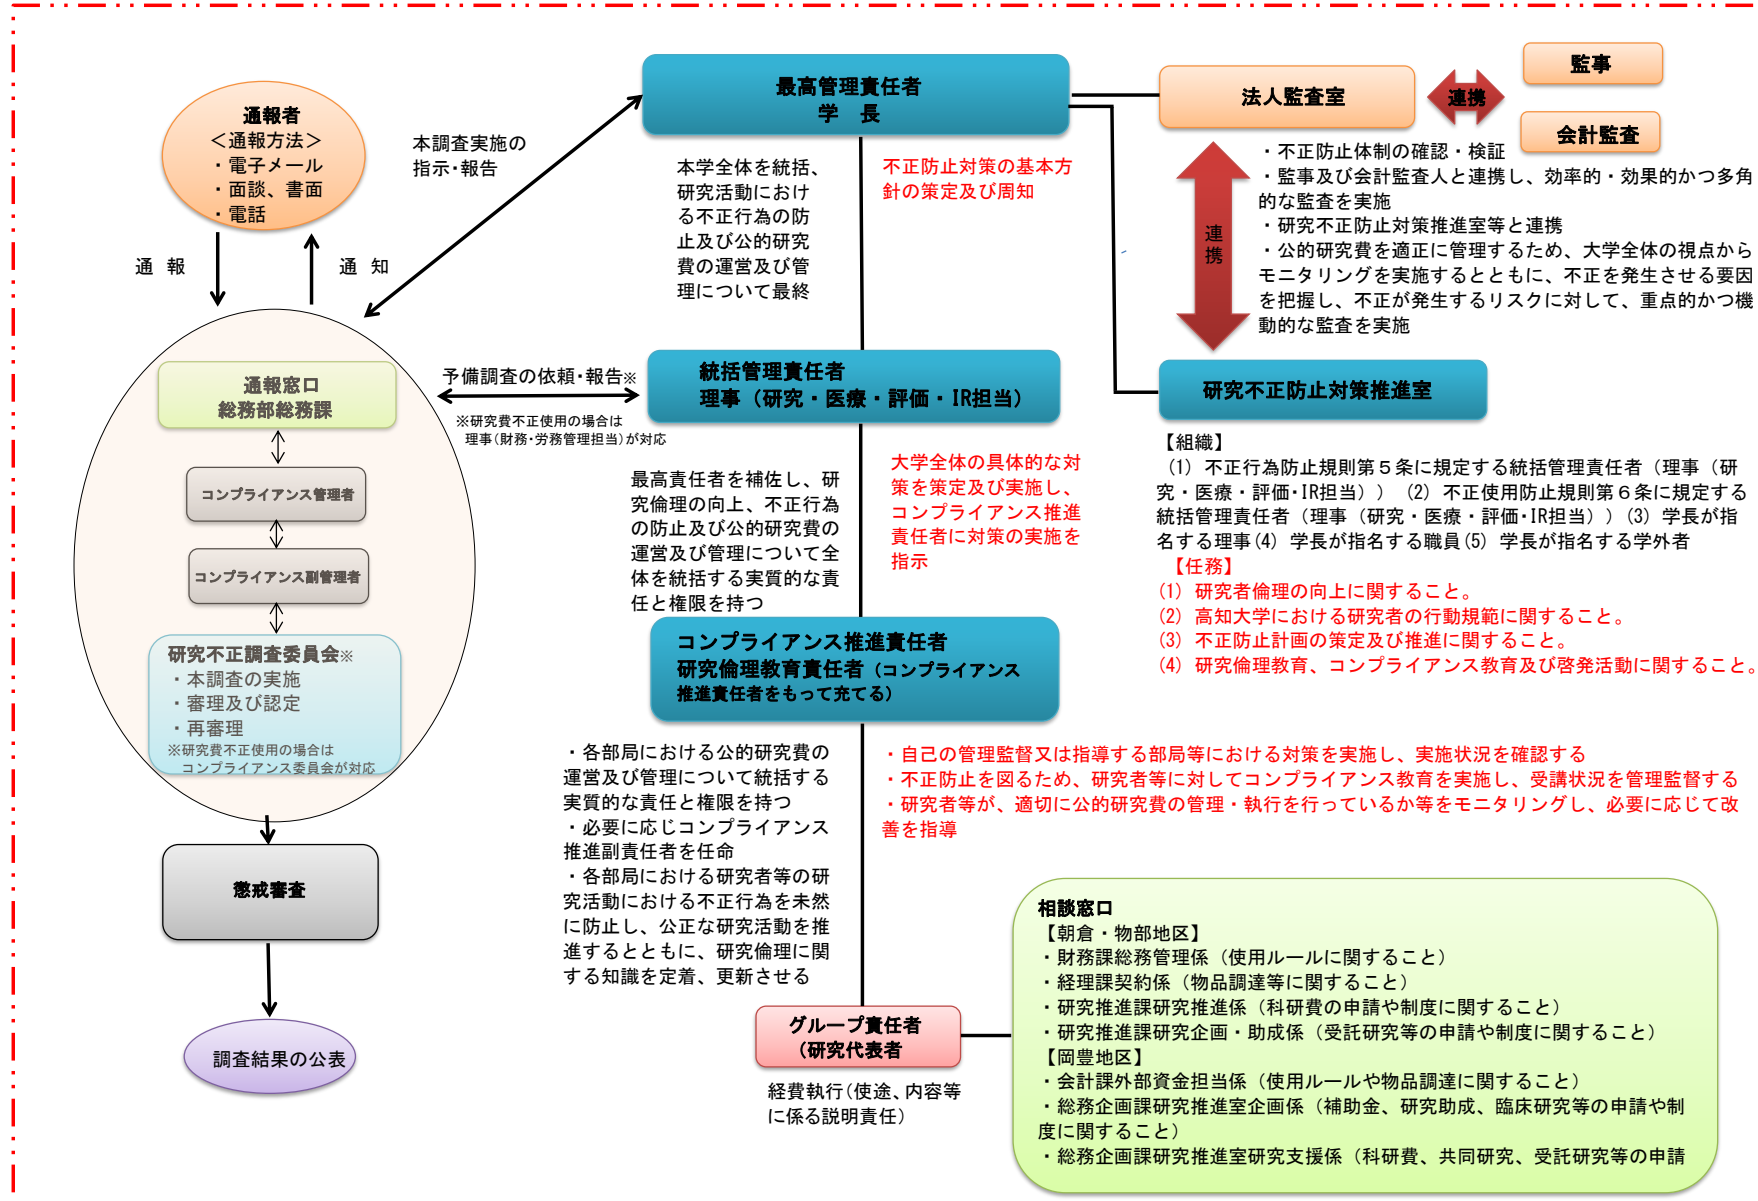 通報者
＜通報方法＞
・電子メール
・面談、書面
・電話
通 報
通 知
本調査実施の
指示・報告
最高管理責任者
学 長
本学全体を統括、
研究活動におけ
る不正行為の防
止及び公的研究
費の運営及び管
理について最終
不正防止対策の基本方
針の策定及び周知
法人監査室
連携
監事
会計監査
連携
・不正防止体制の確認・検証
・監事及び会計監査人と連携し、効率的・効果的かつ多角
的な監査を実施
・研究不正防止対策推進室等と連携
・公的研究費を適正に管理するため、大学全体の視点から
モニタリングを実施するとともに、不正を発生させる要因
を把握し、不正が発生するリスクに対して、重点的かつ機
動的な監査を実施
通報窓口
総務部総務課
コンプライアンス管理者
コンプライアンス副管理者
研究不正調査委員会※
・本調査の実施
・審理及び認定
・再審理
※研究費不正使用の場合は
コンプライアンス委員会が対応
予備調査の依頼・報告※
※研究費不正使用の場合は
理事(財務・労務管理担当)が対応
統括管理責任者
理事（研究・医療・評価・IR担当）
最高責任者を補佐し、研
究倫理の向上、不正行為
の防止及び公的研究費の
運営及び管理について全
体を統括する実質的な責
任と権限を持つ
大学全体の具体的な対
策を策定及び実施し、
コンプライアンス推進
責任者に対策の実施を
指示
研究不正防止対策推進室
【組織】
（1）不正行為防止規則第５条に規定する統括管理責任者（理事（研
究・医療・評価・IR担当））（2）不正使用防止規則第６条に規定する
統括管理責任者（理事（研究・医療・評価・IR担当））(3) 学長が指
名する理事(4) 学長が指名する職員(5) 学長が指名する学外者
【任務】
(1) 研究者倫理の向上に関すること。
(2) 高知大学における研究者の行動規範に関すること。
(3) 不正防止計画の策定及び推進に関すること。
(4) 研究倫理教育、コンプライアンス教育及び啓発活動に関すること。
コンプライアンス推進責任者
研究倫理教育責任者（コンプライアンス
推進責任者をもって充てる）
・各部局における公的研究費の
運営及び管理について統括する
実質的な責任と権限を持つ
・必要に応じコンプライアンス
推進副責任者を任命
・各部局における研究者等の研
究活動における不正行為を未然
に防止し、公正な研究活動を推
進するとともに、研究倫理に関
する知識を定着、更新させる
・自己の管理監督又は指導する部局等における対策を実施し、実施状況を確認する
・不正防止を図るため、研究者等に対してコンプライアンス教育を実施し、受講状況を管理監督する
・研究者等が、適切に公的研究費の管理・執行を行っているか等をモニタリングし、必要に応じて改
善を指導
懲戒審査
調査結果の公表
グループ責任者
（研究代表者
経費執行(使途、内容等
に係る説明責任）
相談窓口
【朝倉・物部地区】
・財務課総務管理係（使用ルールに関すること）
・経理課契約係（物品調達等に関すること）
・研究推進課研究推進係（科研費の申請や制度に関すること）
・研究推進課研究企画・助成係（受託研究等の申請や制度に関すること）
【岡豊地区】
・会計課外部資金担当係（使用ルールや物品調達に関すること）
・総務企画課研究推進室企画係（補助金、研究助成、臨床研究等の申請や制
度に関すること）
・総務企画課研究推進室研究支援係（科研費、共同研究、受託研究等の申請